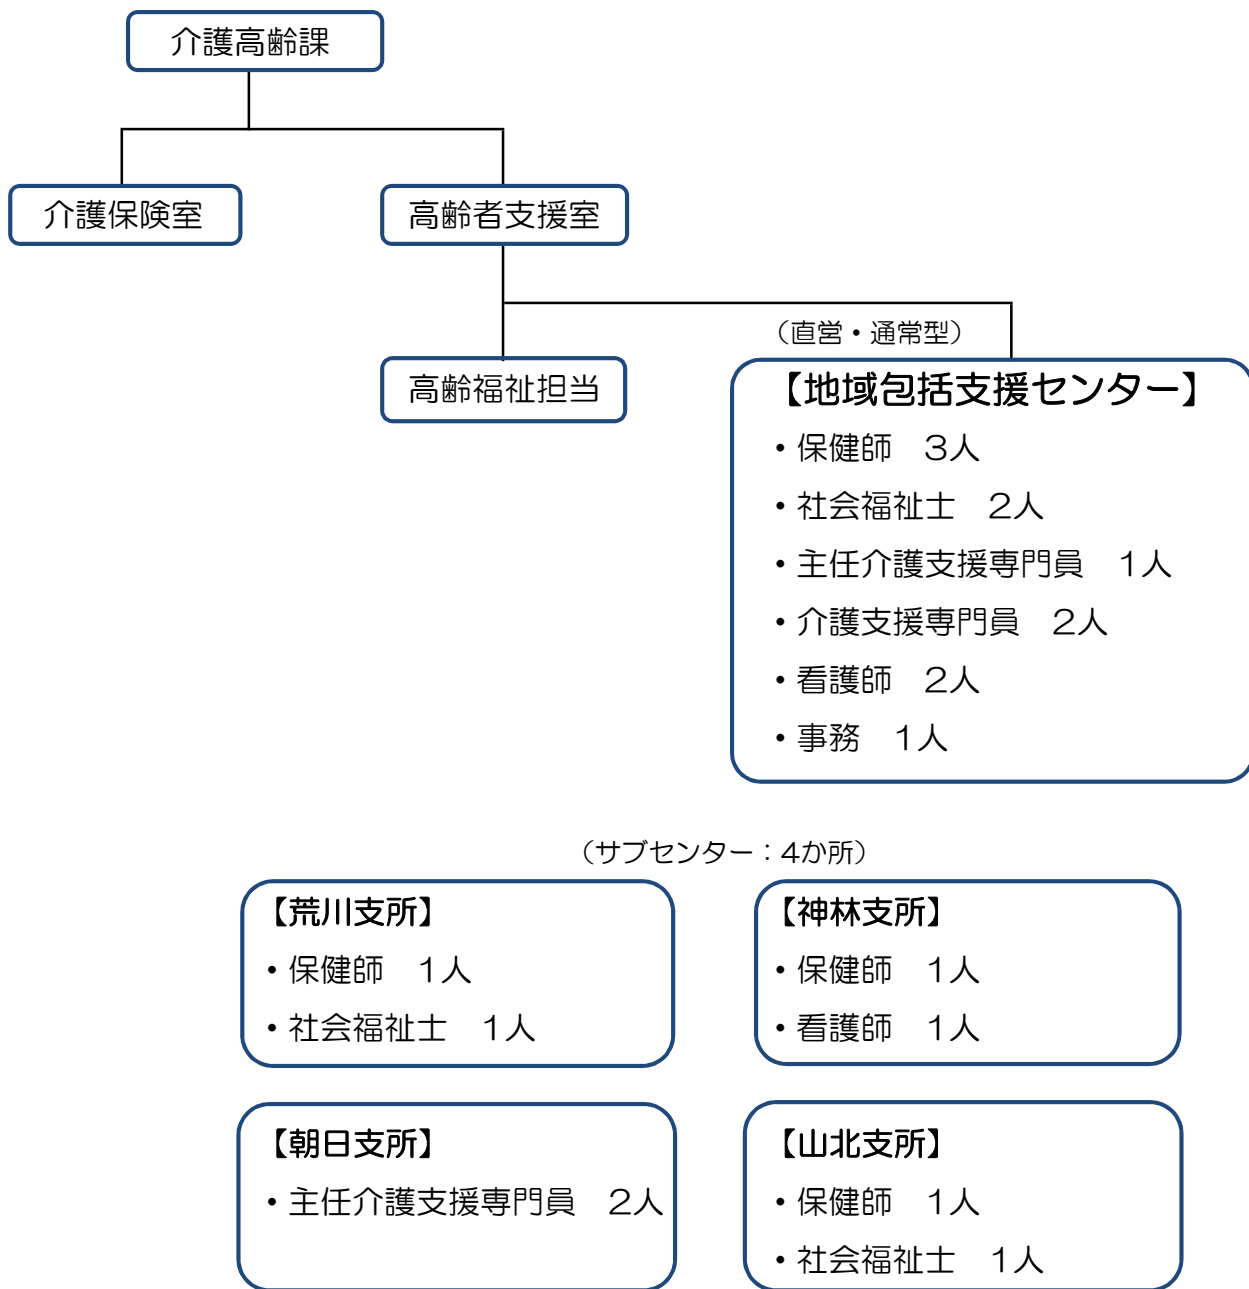 介護高齢課
介護保険室
高齢者支援室
高齢福祉担当
（直営・通常型）
【地域包括支援センター】
・保健師　3人
・社会福祉士　2人
・主任介護支援専門員　1人
・介護支援専門員　2人
・看護師　2人
・事務　1人
（サブセンター：4か所）
【荒川支所】
・保健師　1人
・社会福祉士　1人
【神林支所】
・保健師　1人
・看護師　1人
【朝日支所】
・主任介護支援専門員　2人
【山北支所】
・保健師　1人
・社会福祉士　1人